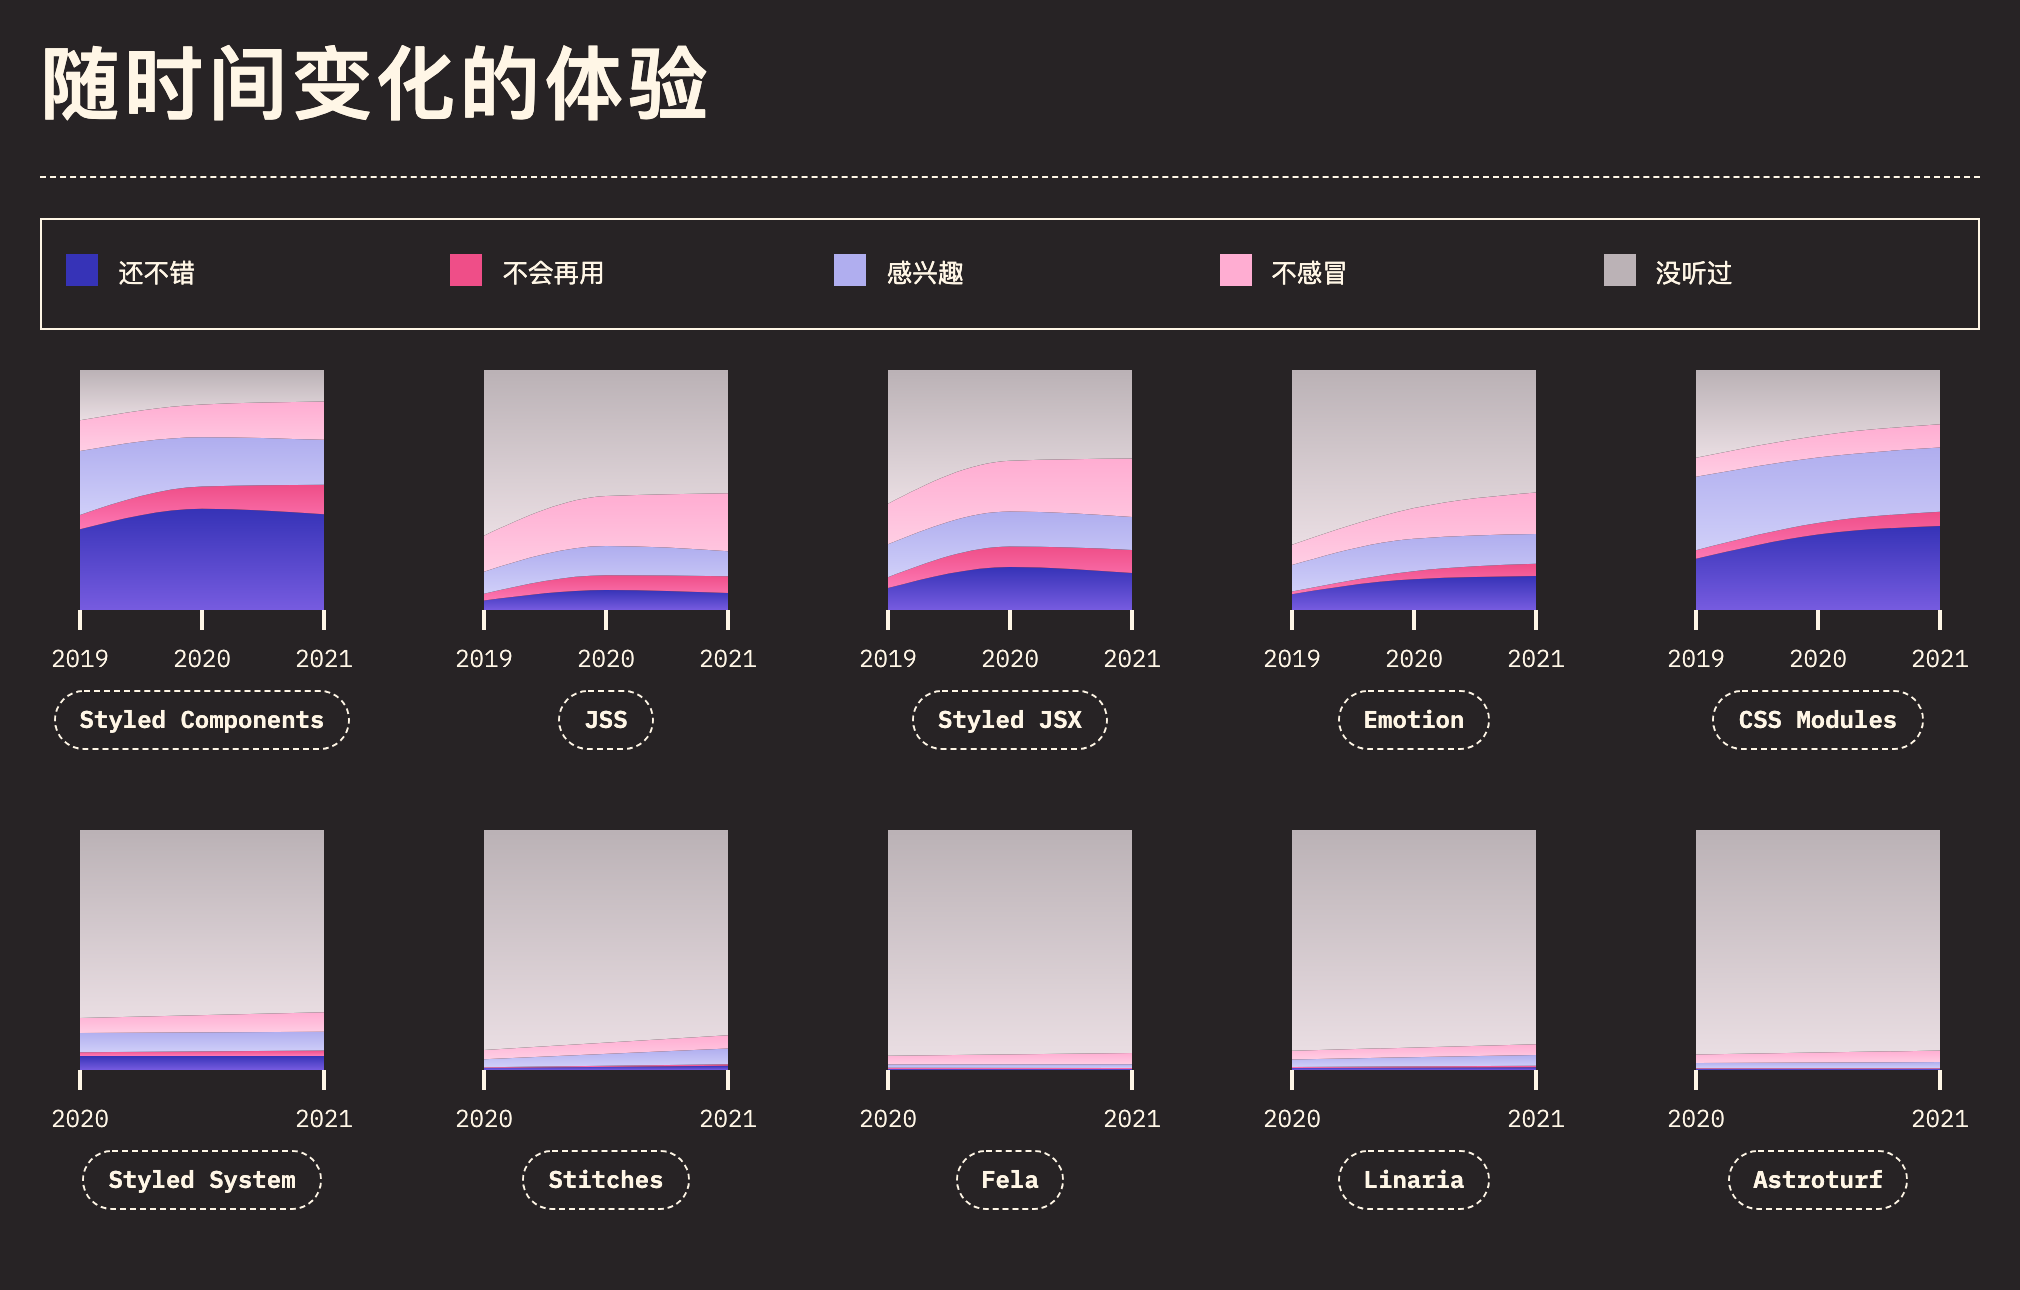 随时间变化的体验
还不错 不会再用 感兴趣 不感冒 没听过
2019 2020 2021 2019 2020 2021 2019 2020 2021 2019 2020 2021 2019 2020 2021
Styled Components JSS Styled JSX Emotion CSS Modules
2020 2021 2020 2021 2020 2021 2020 2021 2020 2021
Styled System Stitches Fela Linaria Astroturf